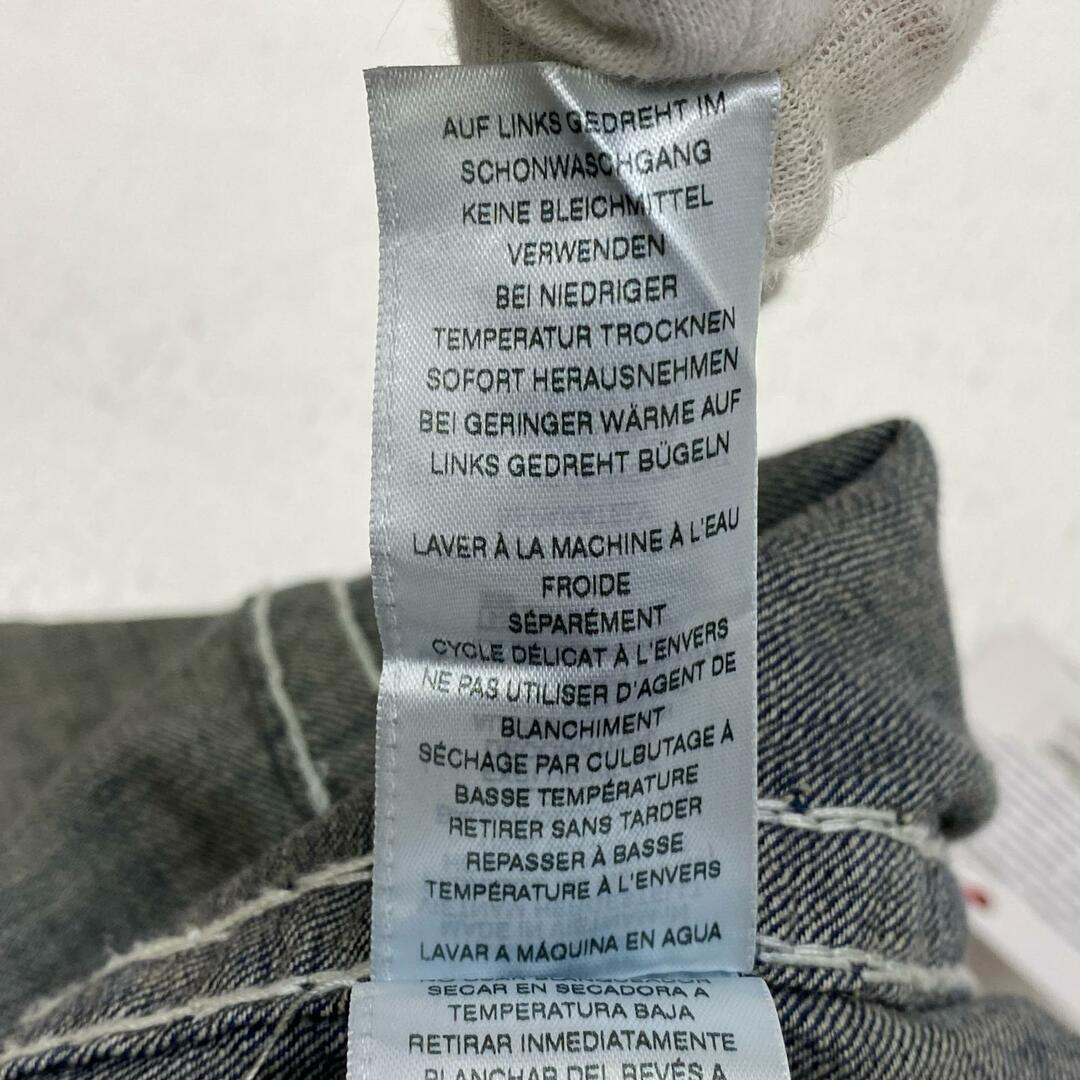 AUF LINKS GEDREHT IM
SCHONWASCHGANG
KEINE BLEICHMITTEL
VERWENDEN
BEI NIEDRIGER
TEMPERATUR TROCKNEN
SOFORT HERAUSNEHMEN
BEI GERINGER WÄRME AUF
LINKS GEDREHT BÜGELN
LAVER À LA MACHINE À L'EAU
FROIDE
SÉPARÉMENT
CYCLE DÉLICAT À L'ENVERS
NE PAS UTILISER D'AGENT DE
BLANCHIMENT
SÉCHAGE PAR CULBUTAGE À
BASSE TEMPÉRATURE
RETIRER SANS TARDER
REPASSER À BASSE
TEMPÉRATURE À L'ENVERS
LAVAR A MÁQUINA EN AGUA
SECAR EN SECADORA A
TEMPERATURA BAJA
RETIRAR INMEDIATAMENTE
PLANCHAR DEL REVÉS A